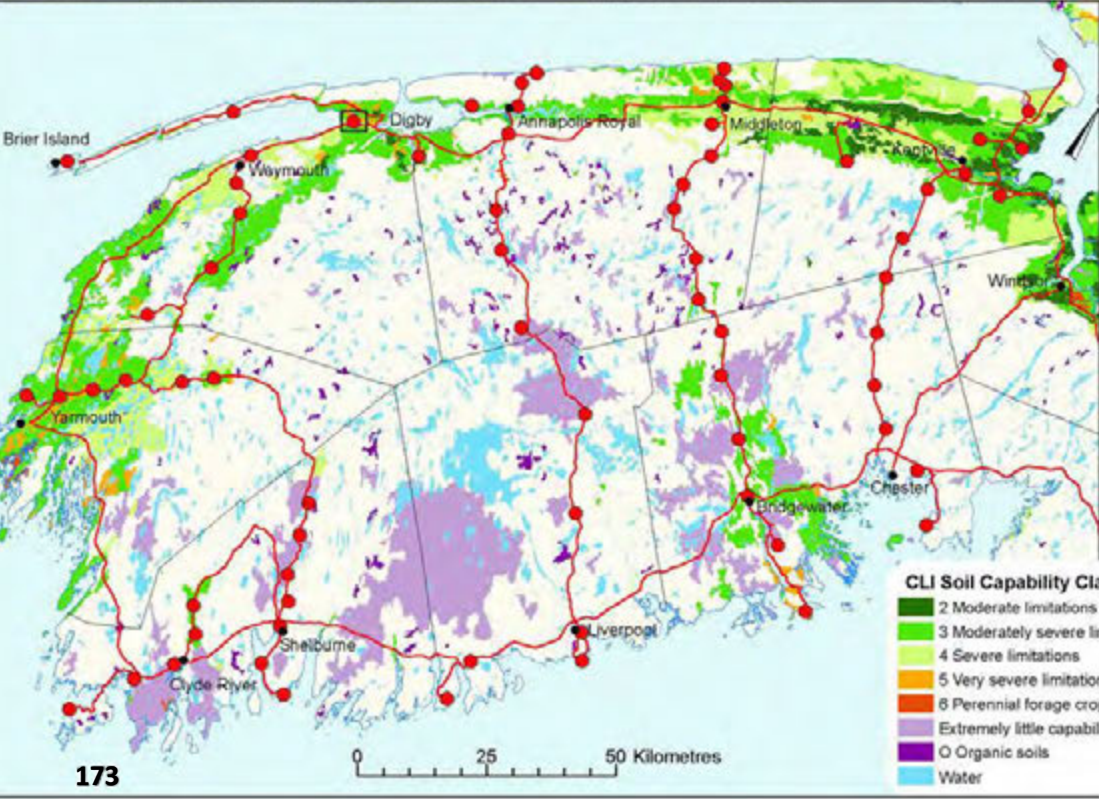 Brier Island
Digby
Annapolis Royal
Middleton
Kentville
Weymouth
Windsor
Yarmouth
Chester
Bridgewater
Liverpool
Shelburne
Clyde River
CLI Soil Capability Cla
2 Moderate limitations
3 Moderately severe li
4 Severe limitations
5 Very severe limitatio
6 Perennial forage cro
Extremely little capabil
O Organic soils
Water
0 25 50 Kilometres
173